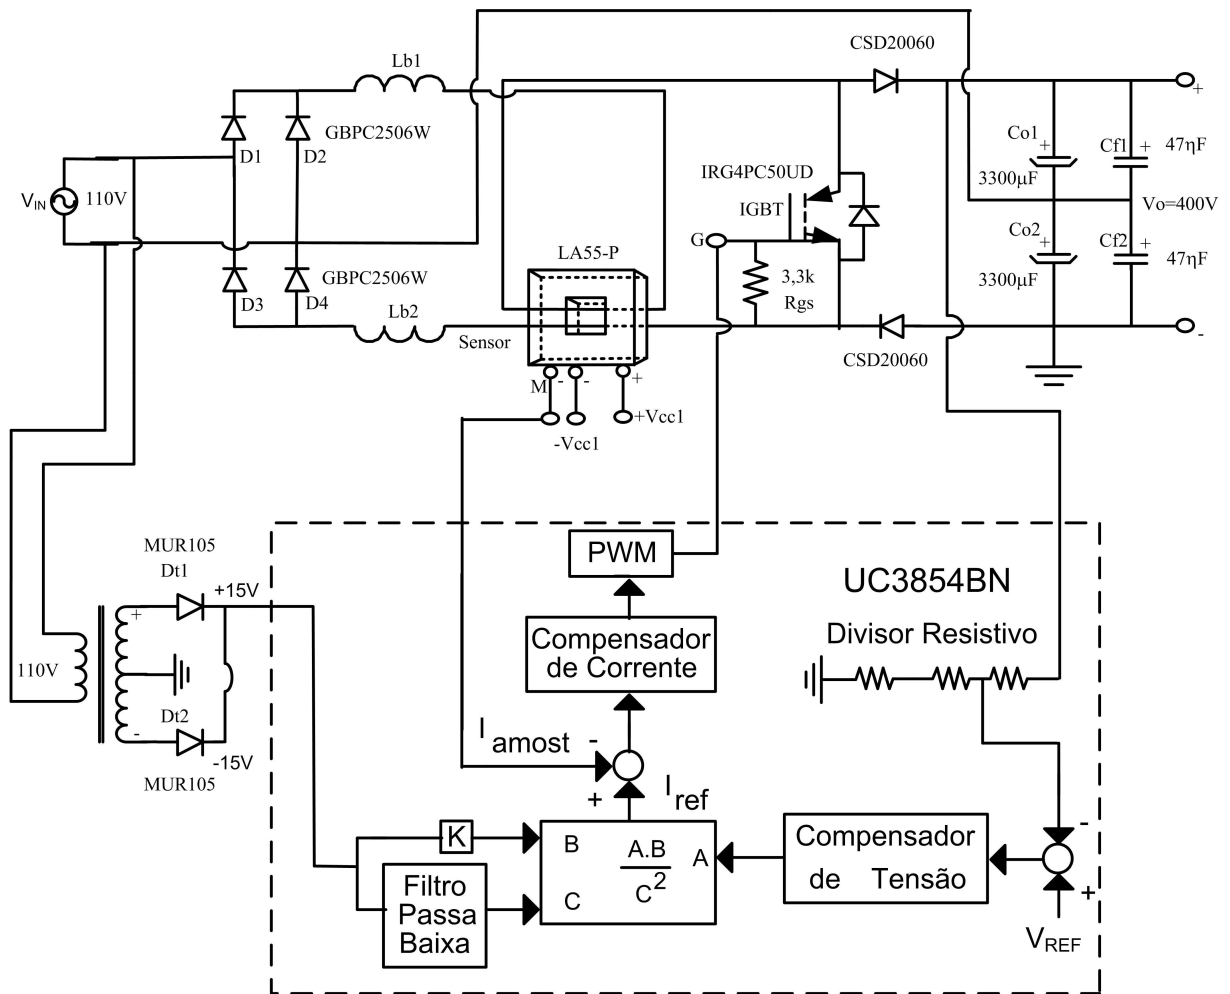 CSD20060
Lb1
+
GBPC2506W
D1
D2
Co1
+
3300µF
Cf1
+
47ηF
V_IN
110V
IRG4PC50UD
IGBT
Vo=400V
G
LA55-P
Co2
+
3300µF
Cf2
+
47ηF
GBPC2506W
D3
D4
3,3k
Rgs
Lb2
Sensor
-
CSD20060
M
-
-
+
-Vcc1
+Vcc1
MUR105
Dt1
+15V
PWM
UC3854BN
Divisor Resistivo
+
Compensador
de Corrente
110V
Dt2
-
-15V
MUR105
I amost
-
+
I ref
K
B
C
A.B
C²
A
Filtro
Passa
Baixa
Compensador
de Tensão
-
+
V_REF